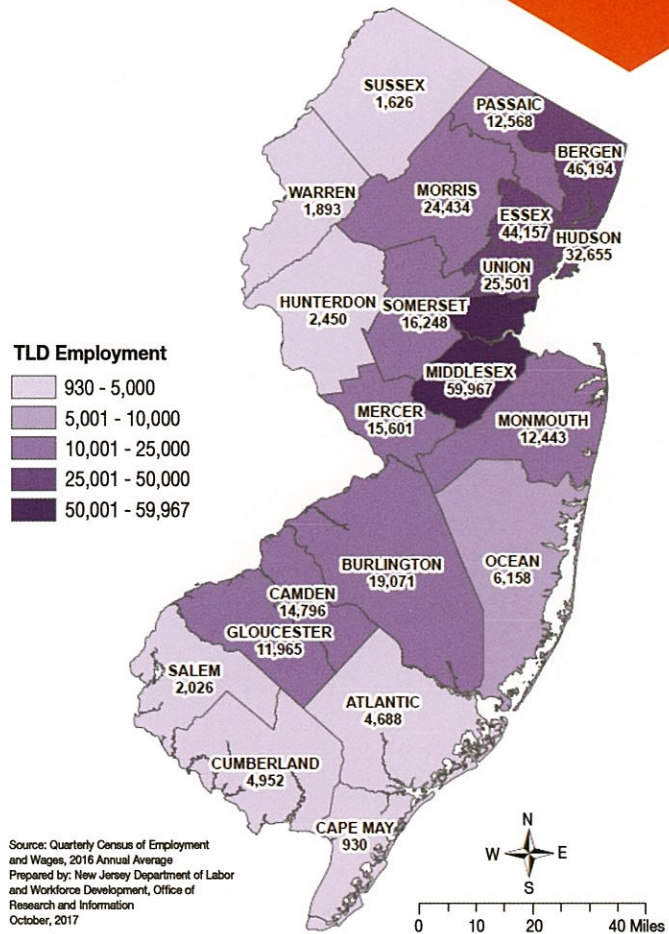 SUSSEX
1,626
PASSAIC
12,568
BERGEN
46,194
WARREN
1,893
MORRIS
24,434
ESSEX
44,157
HUDSON
32,655
UNION
25,501
HUNTERDON
2,450
SOMERSET
16,248
MIDDLESEX
59,967
MERCER
15,601
MONMOUTH
12,443
TLD Employment
930 - 5,000
5,001 - 10,000
10,001 - 25,000
25,001 - 50,000
50,001 - 59,967
BURLINGTON
19,071
OCEAN
6,158
CAMDEN
14,796
GLOUCESTER
11,965
SALEM
2,026
ATLANTIC
4,688
CUMBERLAND
4,952
CAPE MAY
930
Source: Quarterly Census of Employment
and Wages, 2016 Annual Average
Prepared by: New Jersey Department of Labor
and Workforce Development, Office of
Research and Information
October, 2017
N
W E
S
0 10 20 40 Miles